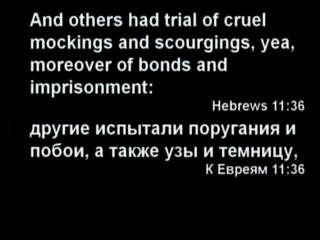 And others had trial of cruel
mockings and scourgings, yea,
moreover of bonds and
imprisonment:
Hebrews 11:36
другие испытали поругания и
побои, а также узы и темницу,
К Евреям 11:36